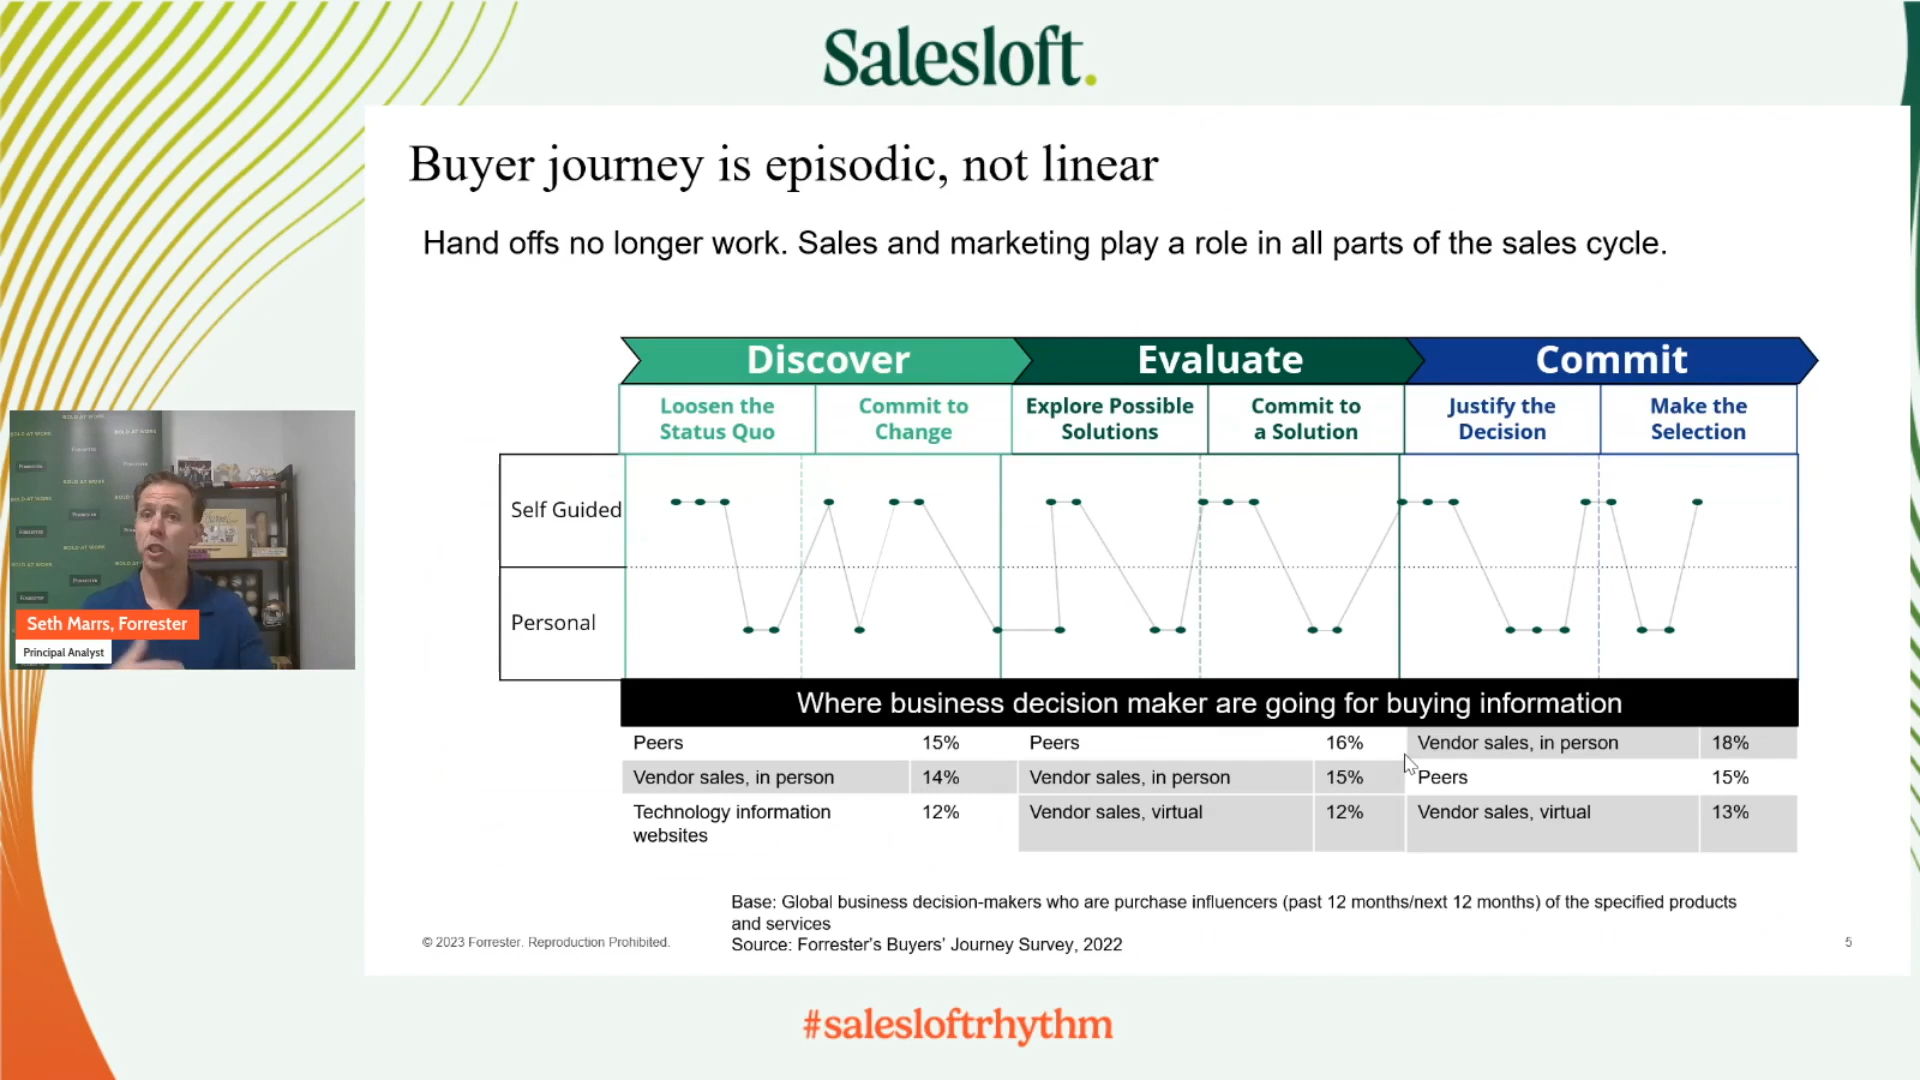 Salesloft.
Buyer journey is episodic, not linear
Hand offs no longer work. Sales and marketing play a role in all parts of the sales cycle.
Discover
Evaluate
Commit
Loosen the
Status Quo
Commit to
Change
Explore Possible
Solutions
Commit to
a Solution
Justify the
Decision
Make the
Selection
Self Guided
Personal
Where business decision maker are going for buying information
Peers 15% Peers 16% Vendor sales, in person 18%
Vendor sales, in person 14% Vendor sales, in person 15% Peers 15%
Technology information 12% Vendor sales, virtual 12% Vendor sales, virtual 13%
websites
Base: Global business decision-makers who are purchase influencers (past 12 months/next 12 months) of the specified products
and services
Source: Forrester's Buyers' Journey Survey, 2022
© 2023 Forrester. Reproduction Prohibited.
5
BOLD AT WORK
Seth Marrs, Forrester
Principal Analyst
#salesloftrhythm